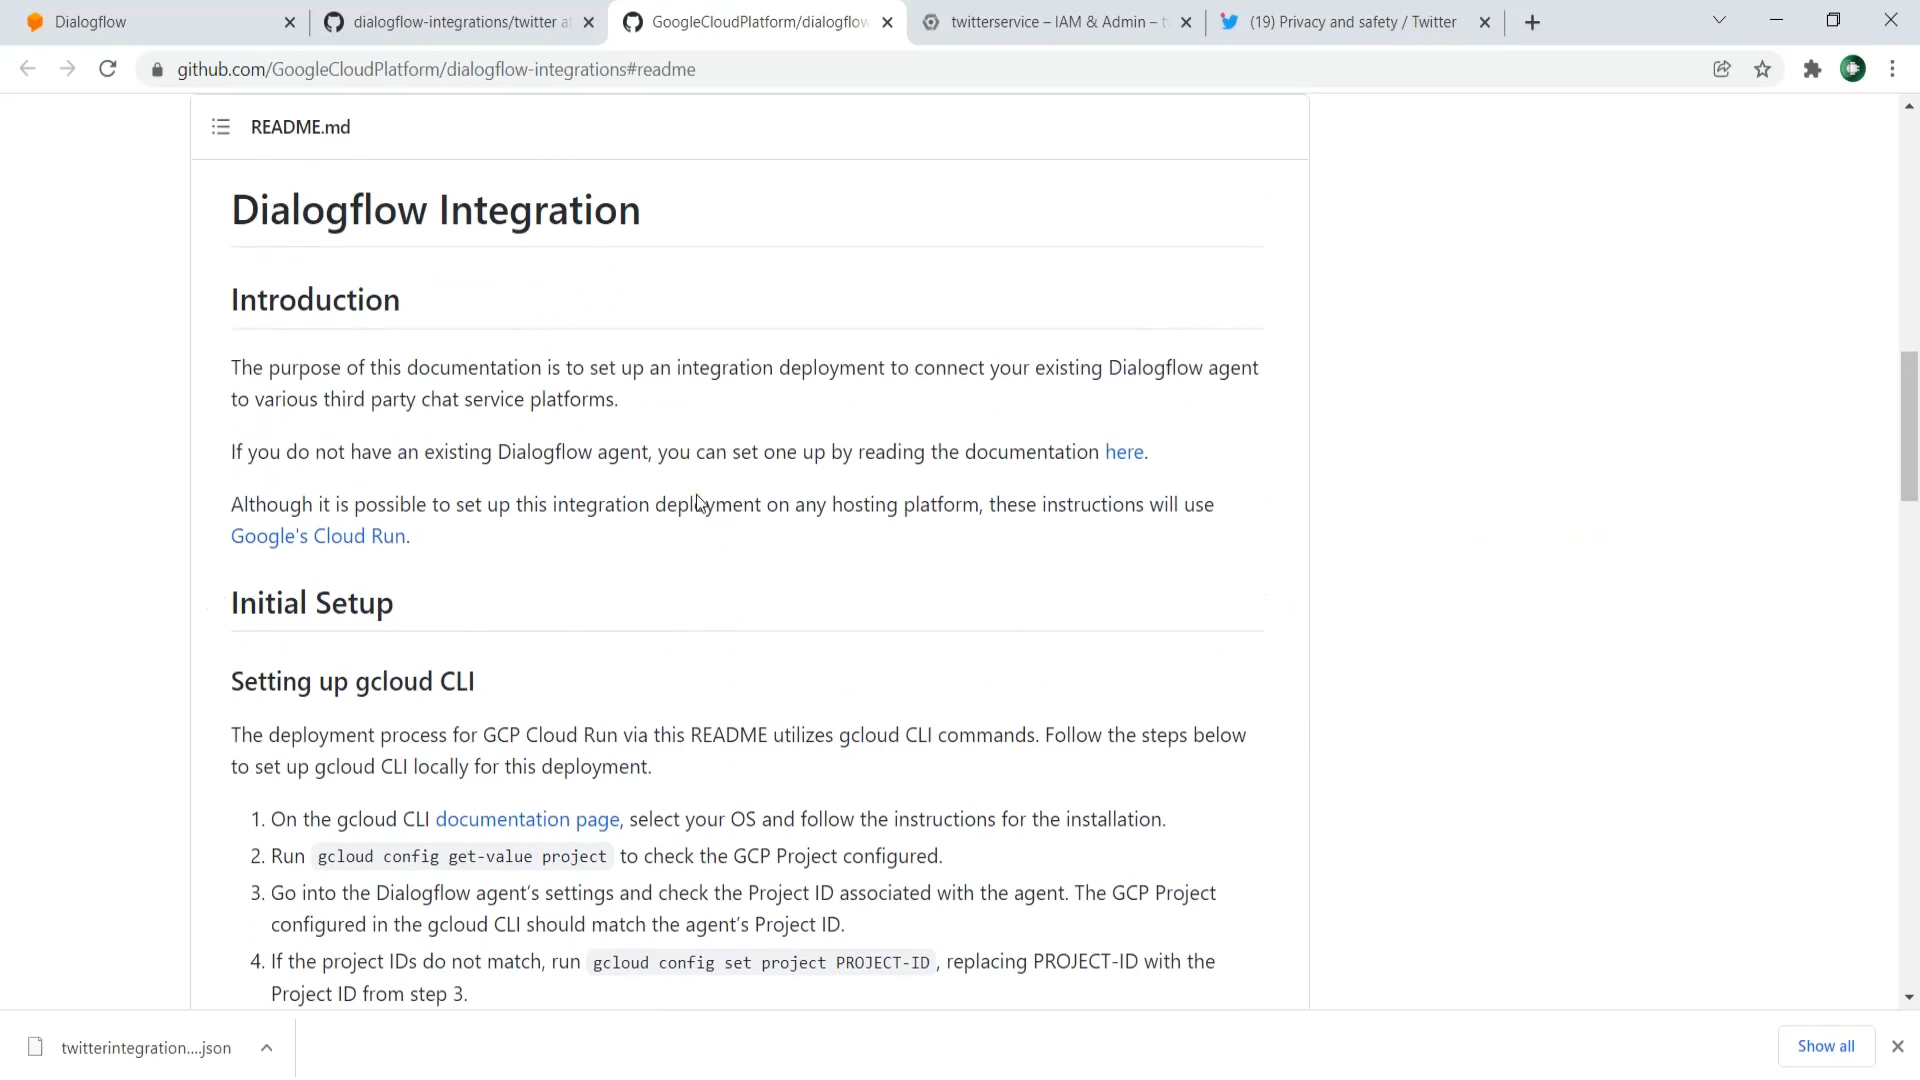 Dialogflow
dialogflow-integrations/twitter at
GoogleCloudPlatform/dialogflow
twitterservice – IAM & Admin – t
(19) Privacy and safety / Twitter
github.com/GoogleCloudPlatform/dialogflow-integrations#readme
README.md
Dialogflow Integration
Introduction
The purpose of this documentation is to set up an integration deployment to connect your existing Dialogflow agent
to various third party chat service platforms.
If you do not have an existing Dialogflow agent, you can set one up by reading the documentation here.
Although it is possible to set up this integration deployment on any hosting platform, these instructions will use
Google's Cloud Run.
Initial Setup
Setting up gcloud CLI
The deployment process for GCP Cloud Run via this README utilizes gcloud CLI commands. Follow the steps below
to set up gcloud CLI locally for this deployment.
1. On the gcloud CLI documentation page, select your OS and follow the instructions for the installation.
2. Run gcloud config get-value project to check the GCP Project configured.
3. Go into the Dialogflow agent’s settings and check the Project ID associated with the agent. The GCP Project
configured in the gcloud CLI should match the agent’s Project ID.
4. If the project IDs do not match, run gcloud config set project PROJECT-ID , replacing PROJECT-ID with the
Project ID from step 3.
twitterintegration....json
Show all